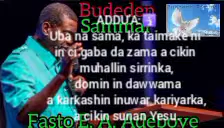 Budeden
Sammai
ADDUA: 🛐
Uba na sama, ka taimake ni
in ci gaba da zama a cikin
muhallin sirrinka,
domin in dawwama
a karkashin inuwar kariyarka,
a cikin sunan Yesu
Fasto E. A. Adeboye